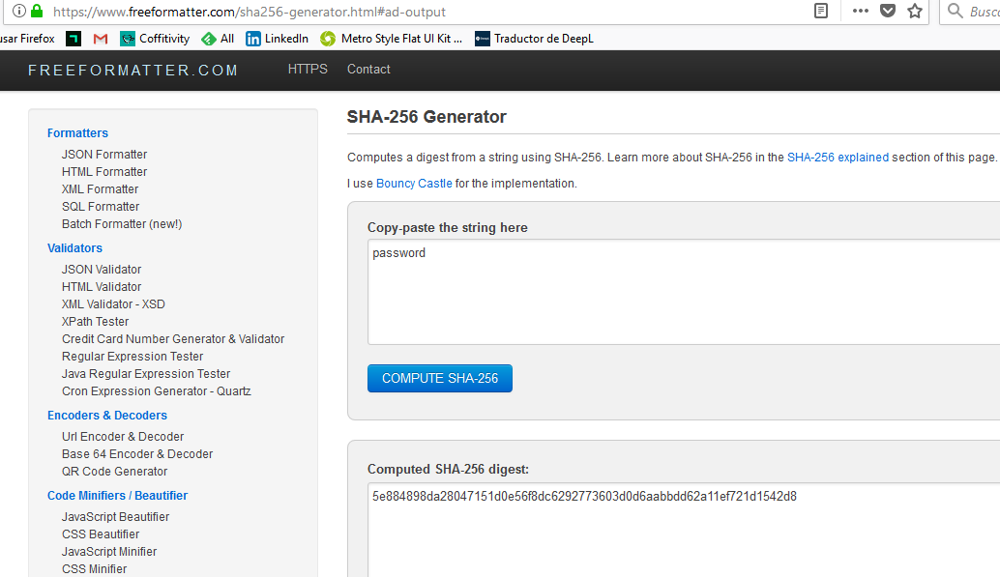 https://www.freeformatter.com/sha256-generator.html#ad-output
Busca
usar Firefox
Coffitivity
All
LinkedIn
Metro Style Flat UI Kit ...
Traductor de DeepL
FREEFORMATTER.COM
HTTPS
Contact
Formatters
JSON Formatter
HTML Formatter
XML Formatter
SQL Formatter
Batch Formatter (new!)
Validators
JSON Validator
HTML Validator
XML Validator - XSD
XPath Tester
Credit Card Number Generator & Validator
Regular Expression Tester
Java Regular Expression Tester
Cron Expression Generator - Quartz
Encoders & Decoders
Url Encoder & Decoder
Base 64 Encoder & Decoder
QR Code Generator
Code Minifiers / Beautifier
JavaScript Beautifier
CSS Beautifier
JavaScript Minifier
CSS Minifier
SHA-256 Generator
Computes a digest from a string using SHA-256. Learn more about SHA-256 in the SHA-256 explained section of this page.
I use Bouncy Castle for the implementation.
Copy-paste the string here
password
COMPUTE SHA-256
Computed SHA-256 digest:
5e884898da28047151d0e56f8dc6292773603d0d6aabbdd62a11ef721d1542d8